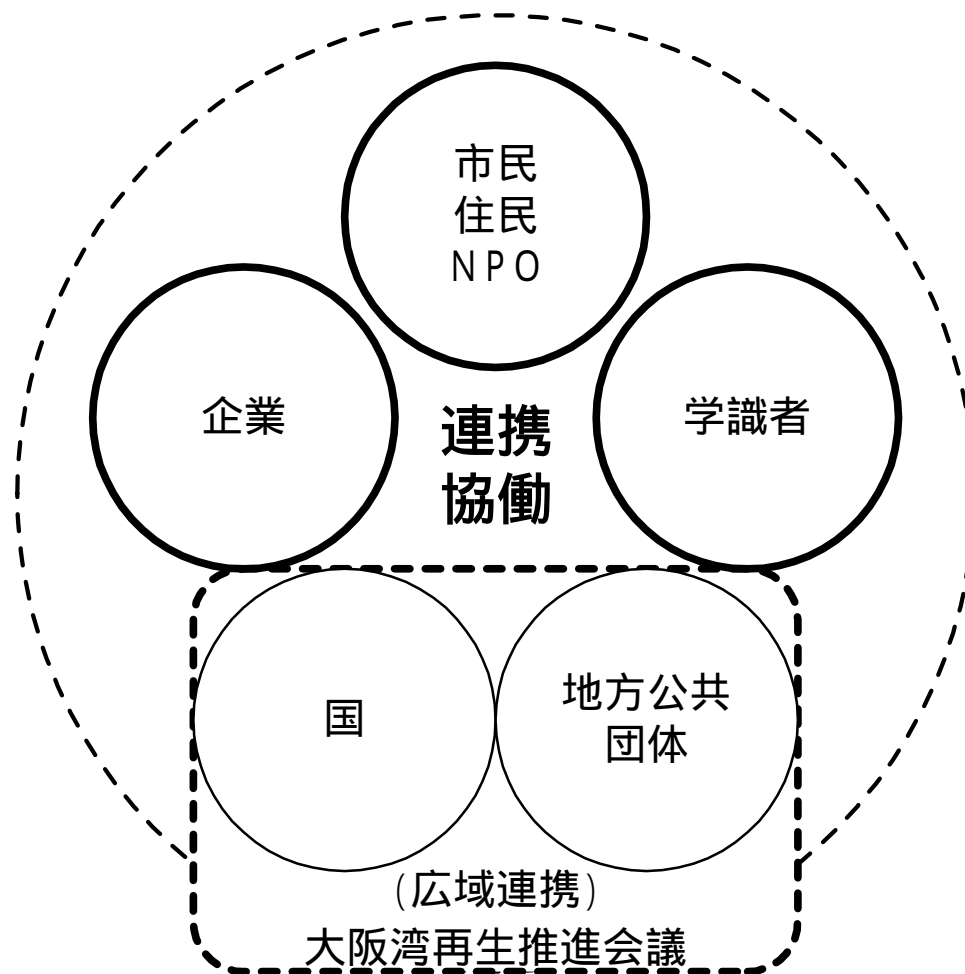 市民
住民
NPO
企業
学識者
連携
協働
国
地方公共
団体
(広域連携)
大阪湾再生推進会議